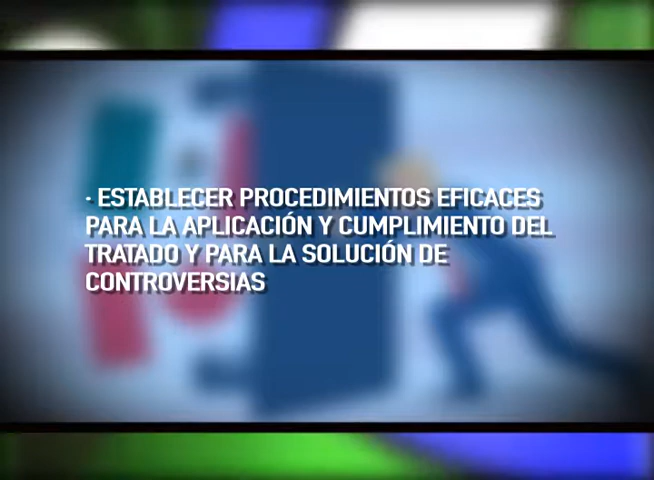 · ESTABLECER PROCEDIMIENTOS EFICACES
PARA LA APLICACIÓN Y CUMPLIMIENTO DEL
TRATADO Y PARA LA SOLUCIÓN DE
CONTROVERSIAS